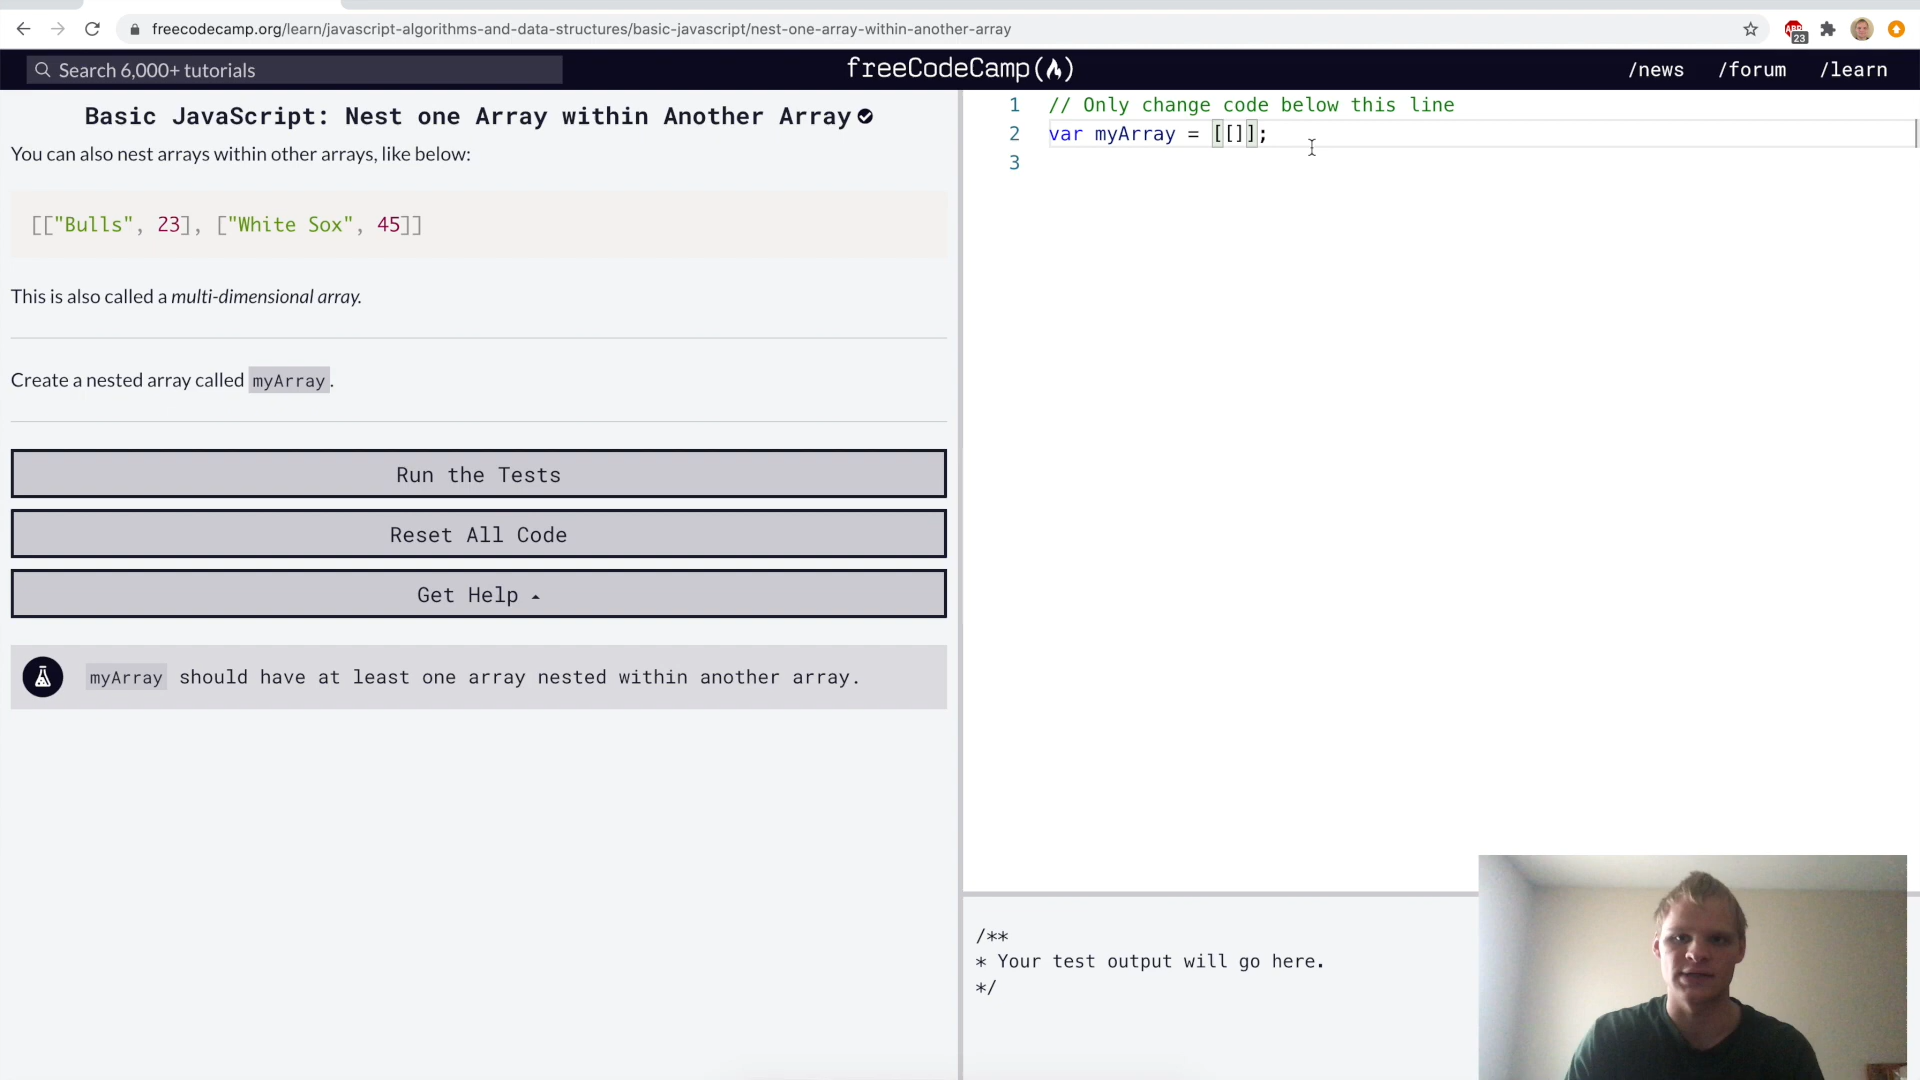 freecodecamp.org/learn/javascript-algorithms-and-data-structures/basic-javascript/nest-one-array-within-another-array
ABP
23
Search 6,000+ tutorials
freeCodeCamp
/news
/forum
/learn
Basic JavaScript: Nest one Array within Another Array
You can also nest arrays within other arrays, like below:
[["Bulls", 23], ["White Sox", 45]]
This is also called a multi-dimensional array.
Create a nested array called myArray.
Run the Tests
Reset All Code
Get Help
myArray should have at least one array nested within another array.
1 // Only change code below this line
2 var myArray = [[]];
3
/**
* Your test output will go here.
*/